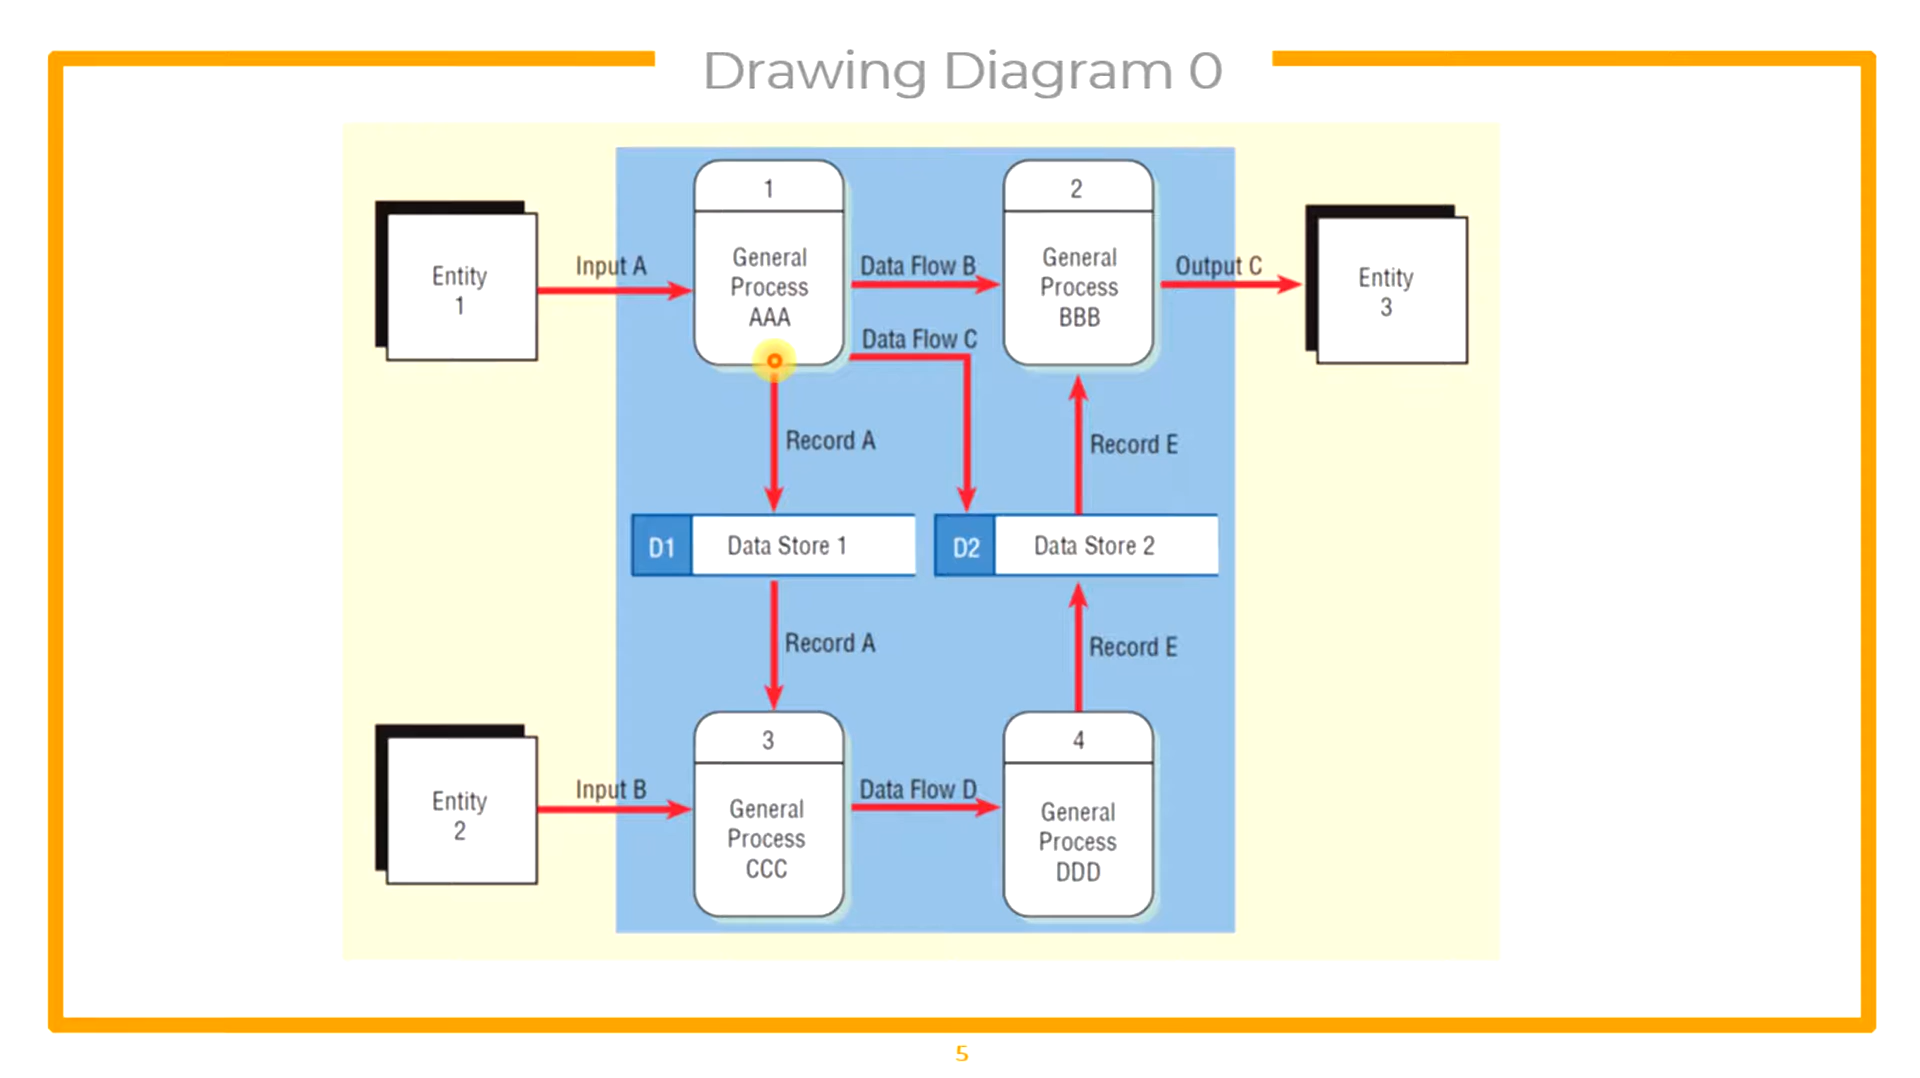 Drawing Diagram 0
Entity
1
Input A
1
General
Process
AAA
Data Flow B
Data Flow C
2
General
Process
BBB
Output C
Entity
3
Record A
Record E
D1
Data Store 1
D2
Data Store 2
Record A
Record E
Entity
2
Input B
3
General
Process
CCC
Data Flow D
4
General
Process
DDD
5